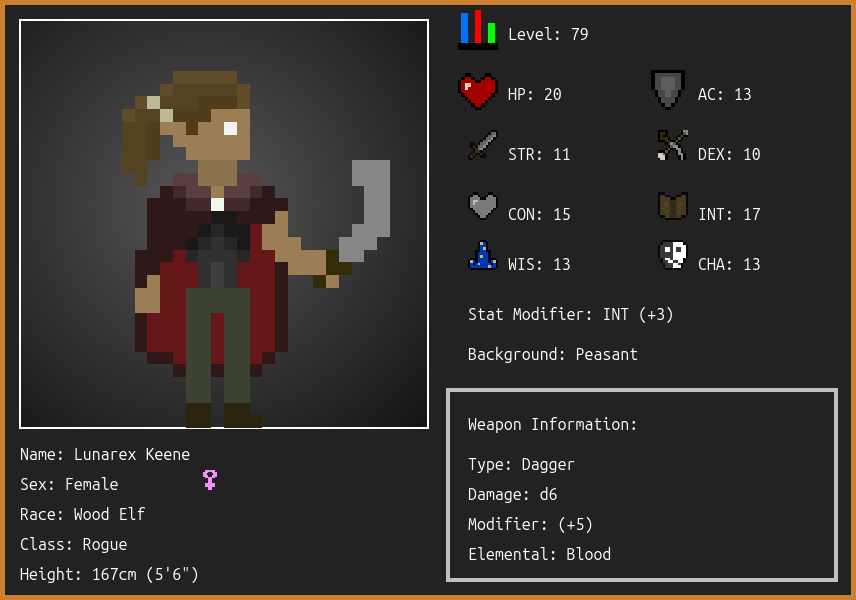 Level: 79
HP: 20
AC: 13
STR: 11
DEX: 10
CON: 15
INT: 17
WIS: 13
CHA: 13
Stat Modifier: INT (+3)
Background: Peasant
Weapon Information:
Type: Dagger
Damage: d6
Modifier: (+5)
Elemental: Blood
Name: Lunarex Keene
Sex: Female
Race: Wood Elf
Class: Rogue
Height: 167cm (5'6")